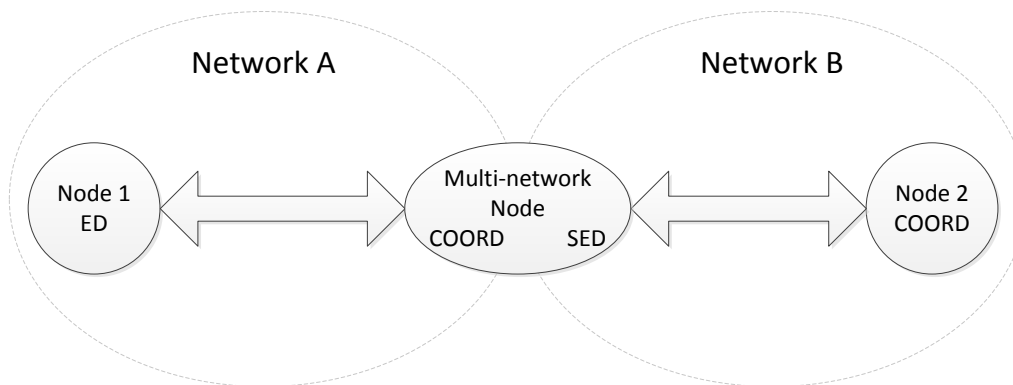 Network A
Network B
Node 1
ED
Multi-network
Node
COORD SED
Node 2
COORD